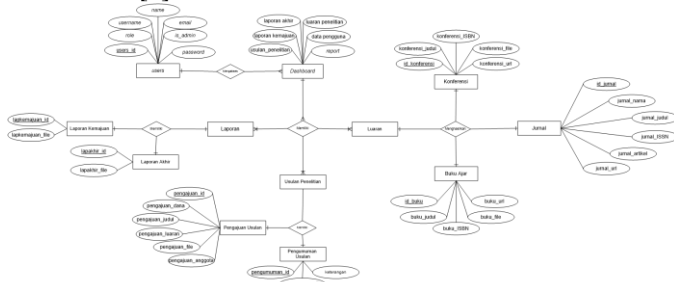 name
username
email
role
is_admin
users_id
password
users
laporan akhir
luaran penelitian
laporan kemajuan
data pengguna
usulan_penelitian
report
Dashboard
konferensi_ISBN
konferensi_judul
konferensi_file
id_konferensi
konferensi_url
Konferensi
id_jurnal
jurnal_nama
jurnal_judul
jurnal_ISSN
jurnal_artikel
jurnal_url
Jurnal
lapkemajuan_id
lapkemajuan_file
Laporan Kemajuan
Laporan
Luaran
lapakhir_id
lapakhir_file
Laporan Akhir
Usulan Penelitian
Buku Ajar
id_buku
buku_url
buku_judul
buku_file
buku_ISSN
pengajuan_id
pengajuan_dana
pengajuan_judul
pengajuan_luaran
pengajuan_file
pengajuan_anggota
Pengajuan Usulan
Pengumuman
Usulan
pengumuman_id
keterangan